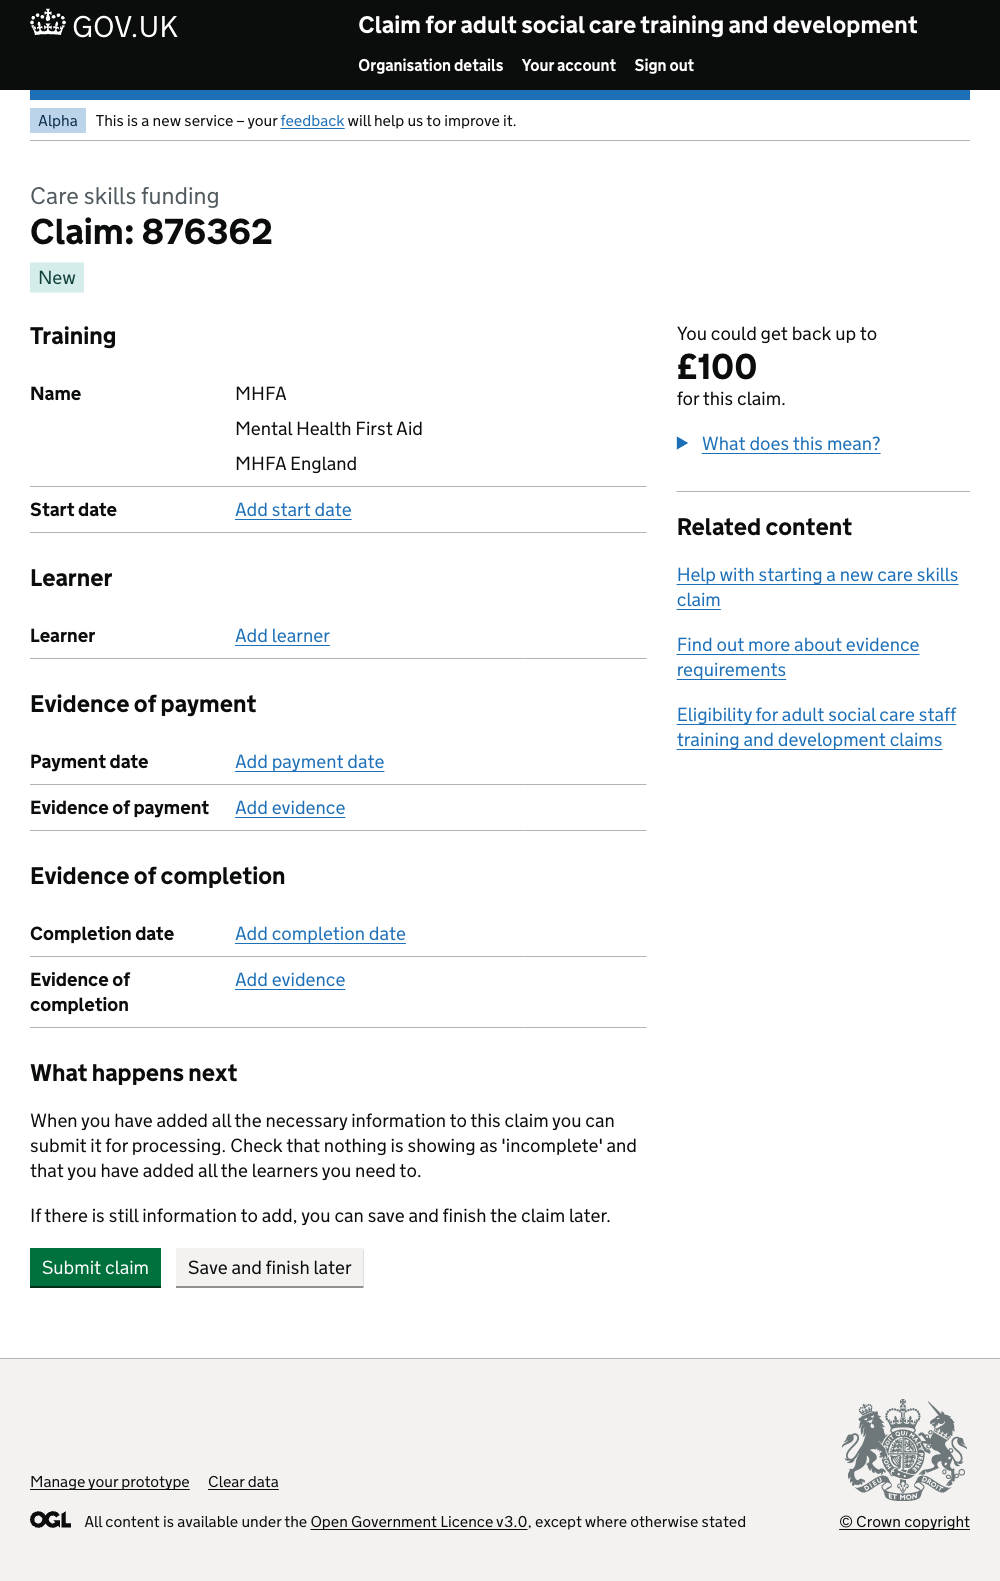 GOV.UK
Claim for adult social care training and development
Organisation details Your account Sign out
Alpha This is a new service – your feedback will help us to improve it.
Care skills funding
Claim: 876362
New
Training
Name MHFA
Mental Health First Aid
MHFA England
Start date Add start date
Learner
Learner Add learner
Evidence of payment
Payment date Add payment date
Evidence of payment Add evidence
Evidence of completion
Completion date Add completion date
Evidence of Add evidence
completion
What happens next
When you have added all the necessary information to this claim you can
submit it for processing. Check that nothing is showing as 'incomplete' and
that you have added all the learners you need to.
If there is still information to add, you can save and finish the claim later.
Submit claim Save and finish later
You could get back up to
£100
for this claim.
What does this mean?
Related content
Help with starting a new care skills
claim
Find out more about evidence
requirements
Eligibility for adult social care staff
training and development claims
Manage your prototype Clear data
OGL All content is available under the Open Government Licence v3.0, except where otherwise stated
© Crown copyright